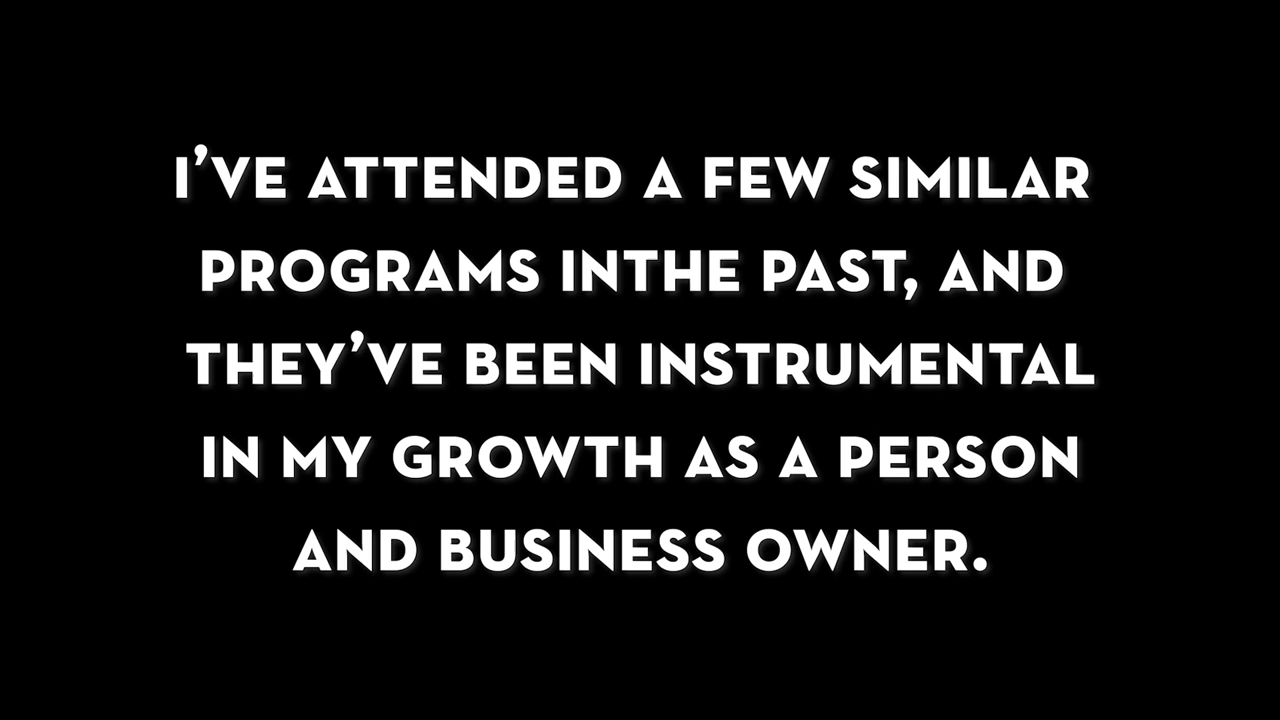 I'VE ATTENDED A FEW SIMILAR
PROGRAMS INTHE PAST, AND
THEY'VE BEEN INSTRUMENTAL
IN MY GROWTH AS A PERSON
AND BUSINESS OWNER.